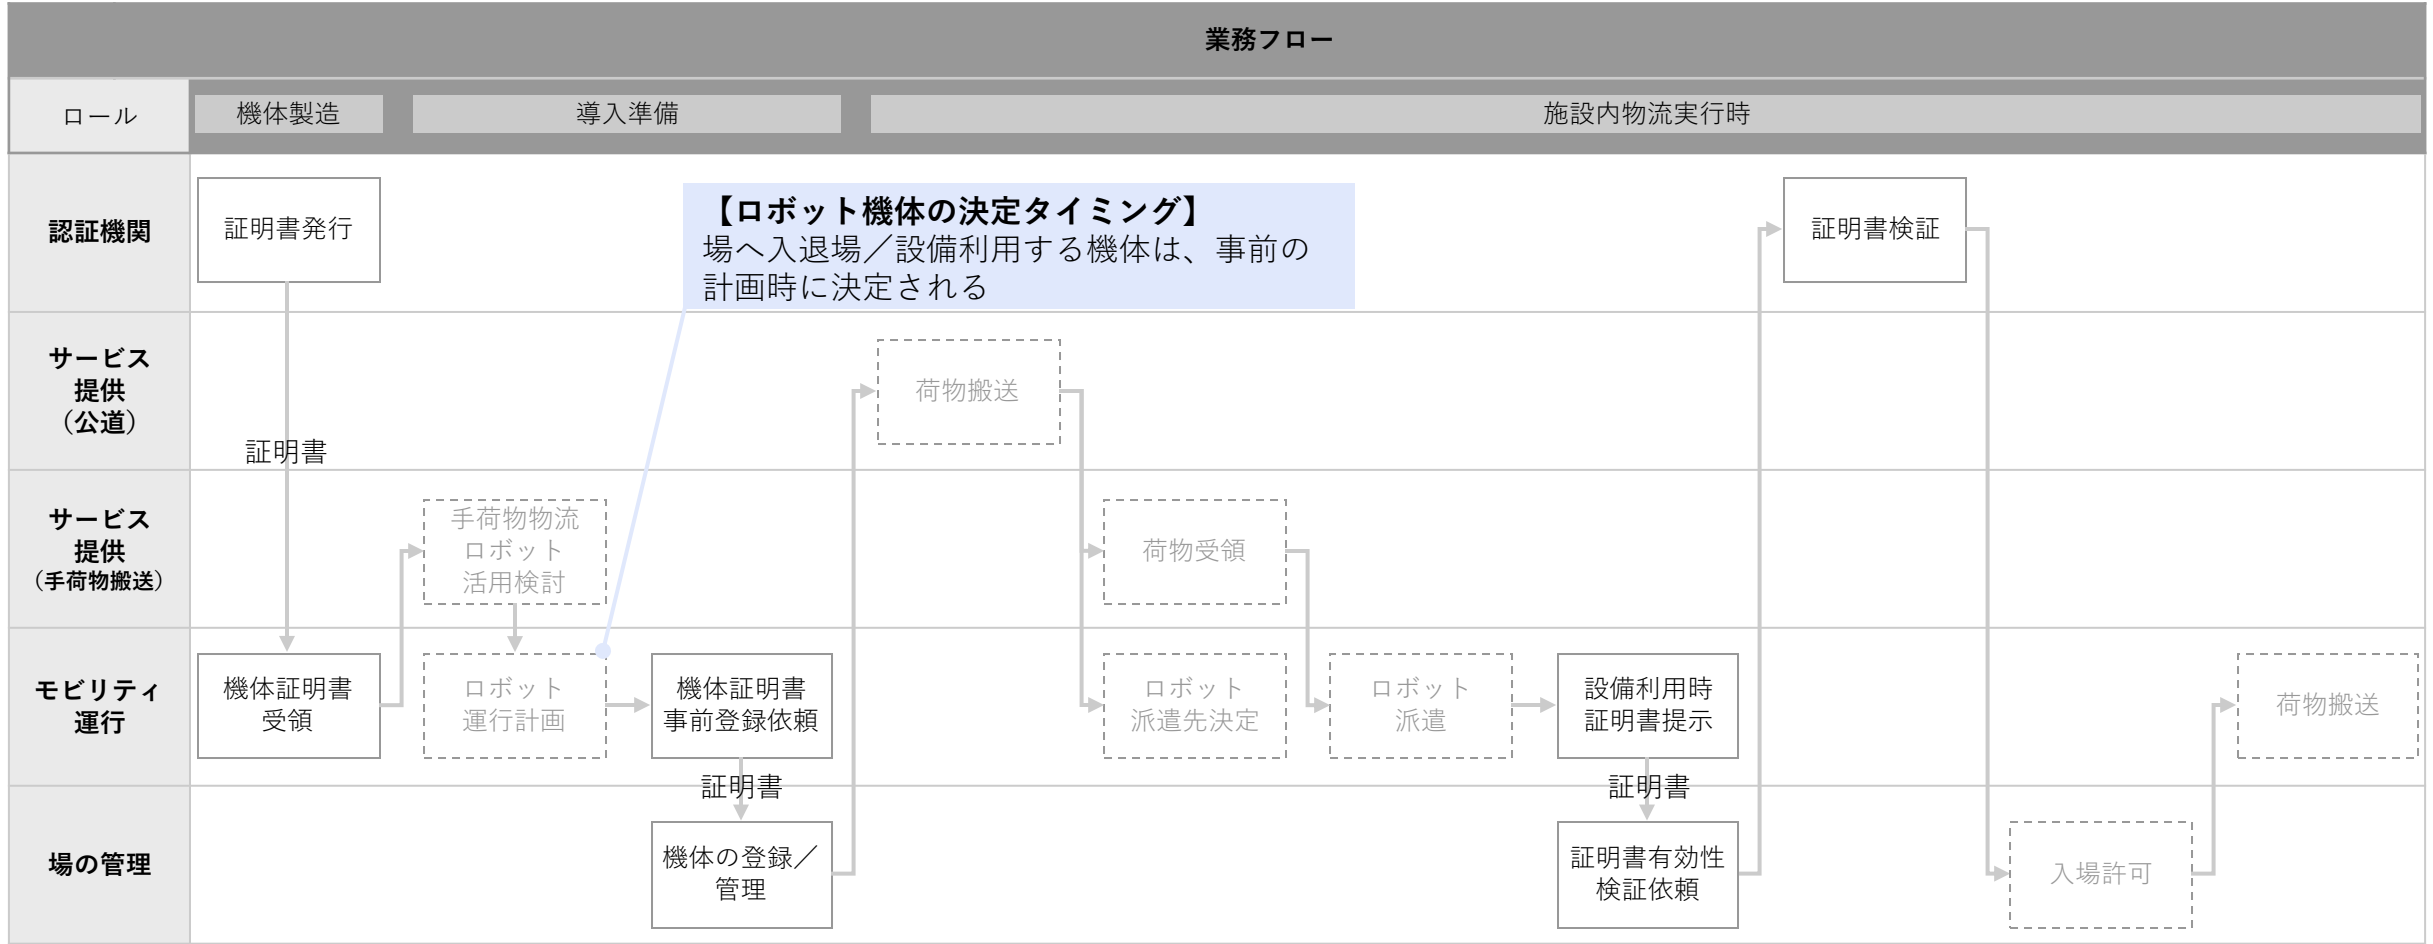 業務フロー
ロール
機体製造
導入準備
施設内物流実行時
認証機関
証明書発行
【ロボット機体の決定タイミング】
場へ入退場／設備利用する機体は、事前の
計画時に決定される
証明書検証
サービス
提供
（公道）
証明書
荷物搬送
サービス
提供
（手荷物搬送）
手荷物物流
ロボット
活用検討
荷物受領
モビリティ
運行
機体証明書
受領
ロボット
運行計画
機体証明書
事前登録依頼
ロボット
派遣先決定
ロボット
派遣
設備利用時
証明書提示
荷物搬送
証明書
証明書
場の管理
機体の登録／
管理
証明書有効性
検証依頼
入場許可